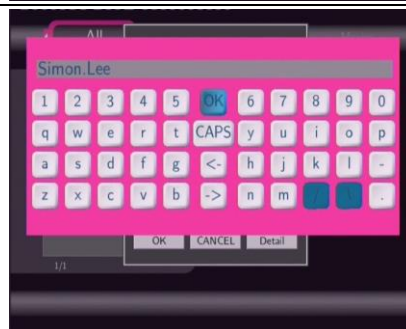 All
Simon.Lee
1 2 3 4 5 OK 6 7 8 9 0
q w e r t CAPS y u i o p
a s d f g <- h j k l -
z x c v b -> n m / \ .
OK CANCEL Detail
1/1